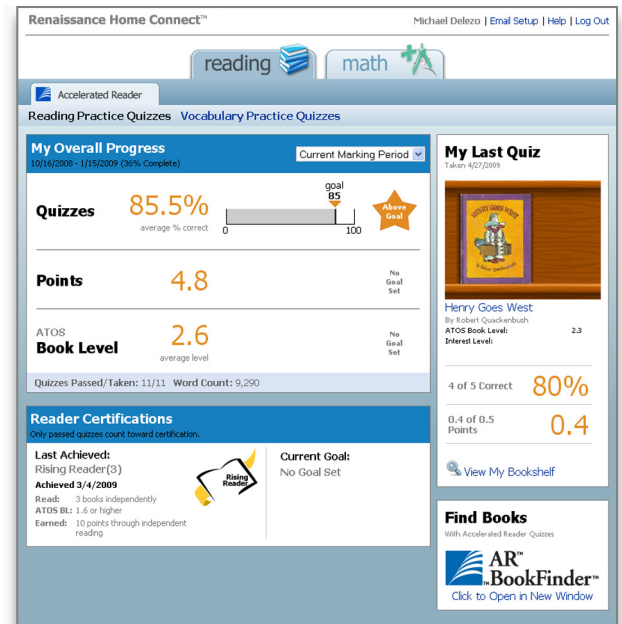 Renaissance Home Connect™
Michael Delezo | Email Setup | Help | Log Out
reading
math
Accelerated Reader
Reading Practice Quizzes Vocabulary Practice Quizzes
My Overall Progress
10/16/2008 - 1/15/2009 (36% Complete)
Current Marking Period
Quizzes
85.5%
average % correct
goal
85
0
100
Above
Goal
Points
4.8
No
Goal
Set
ATOS
Book Level
2.6
average level
No
Goal
Set
Quizzes Passed/Taken: 11/11 Word Count: 9,290
Reader Certifications
Only passed quizzes count toward certification.
Last Achieved:
Rising Reader(3)
Achieved 3/4/2009
Read: 3 books independently
ATOS BL: 1.6 or higher
Earned: 10 points through independent
reading
Rising
Reader
Current Goal:
No Goal Set
My Last Quiz
Taken 4/27/2009
HENRY GOES WEST
Henry Goes West
By Robert Quackenbush
ATOS Book Level: 2.3
Interest Level:
4 of 5 Correct 80%
0.4 of 0.5
Points
0.4
View My Bookshelf
Find Books
With Accelerated Reader Quizzes
AR™
™BookFinder™
Click to Open in New Window